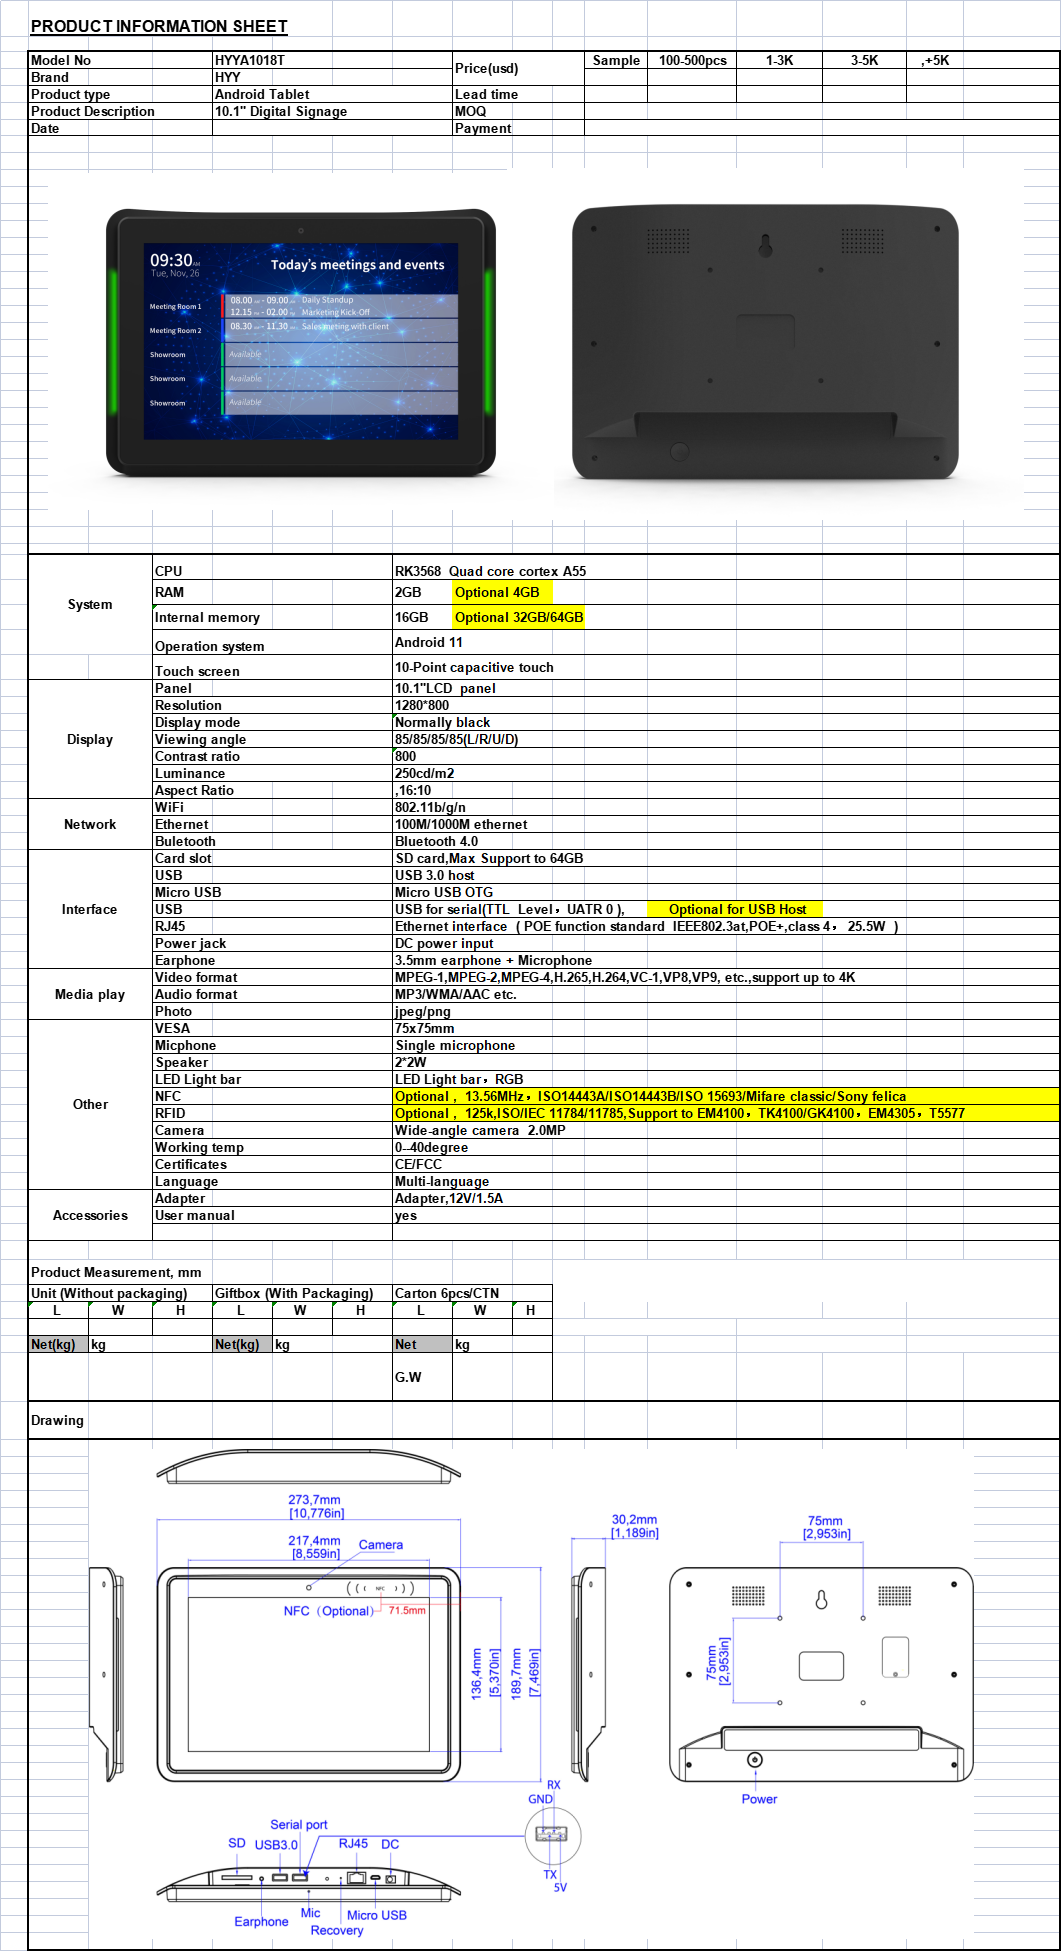 PRODUCT INFORMATION SHEET
Model No HYYA1018T Price(usd) Sample 100-500pcs 1-3K 3-5K ,+5K
Brand HYY
Product type Android Tablet Lead time
Product Description 10.1" Digital Signage MOQ
Date Payment
09:30 AM
Tue, Nov, 26
Today's meetings and events
Meeting Room 1
08.00 - 09.00 Daily Standup
12.15 - 02.00 Marketing Kick-Off
Meeting Room 2
08.30 - 11.30 Sales meting with client
Showroom Available
Showroom Available
Showroom Available
System
CPU RK3568 Quad core cortex A55
RAM 2GB Optional 4GB
Internal memory 16GB Optional 32GB/64GB
Operation system Android 11
Touch screen 10-Point capacitive touch
Display
Panel 10.1"LCD panel
Resolution 1280*800
Display mode Normally black
Viewing angle 85/85/85/85(L/R/U/D)
Contrast ratio 800
Luminance 250cd/m2
Aspect Ratio ,16:10
Network
WiFi 802.11b/g/n
Ethernet 100M/1000M ethernet
Buletooth Bluetooth 4.0
Interface
Card slot SD card,Max Support to 64GB
USB USB 3.0 host
Micro USB Micro USB OTG
USB USB for serial(TTL Level，UATR 0 ), Optional for USB Host
RJ45 Ethernet interface ( POE function standard IEEE802.3at,POE+,class 4， 25.5W )
Power jack DC power input
Earphone 3.5mm earphone + Microphone
Media play
Video format MPEG-1,MPEG-2,MPEG-4,H.265,H.264,VC-1,VP8,VP9, etc.,support up to 4K
Audio format MP3/WMA/AAC etc.
Photo jpeg/png
Other
VESA 75x75mm
Micphone Single microphone
Speaker 2*2W
LED Light bar LED Light bar，RGB
NFC Optional , 13.56MHz，ISO14443A/ISO14443B/ISO 15693/Mifare classic/Sony felica
RFID Optional , 125k,ISO/IEC 11784/11785,Support to EM4100，TK4100/GK4100，EM4305，T5577
Camera Wide-angle camera 2.0MP
Working temp 0--40degree
Certificates CE/FCC
Language Multi-language
Accessories
Adapter Adapter,12V/1.5A
User manual yes
Product Measurement, mm
Unit (Without packaging) Giftbox (With Packaging) Carton 6pcs/CTN
L W H L W H L W H
Net(kg) kg Net(kg) kg Net kg
G.W
Drawing
273,7mm
[10,776in]
217,4mm
[8,559in]
Camera
NFC
NFC（Optional）
71.5mm
136,4mm
[5,370in]
189,7mm
[7,469in]
30,2mm
[1,189in]
75mm
[2,953in]
75mm
[2,953in]
Power
RX
GND
TX
5V
Serial port
SD USB3.0 RJ45 DC
Earphone
Mic
Recovery
Micro USB